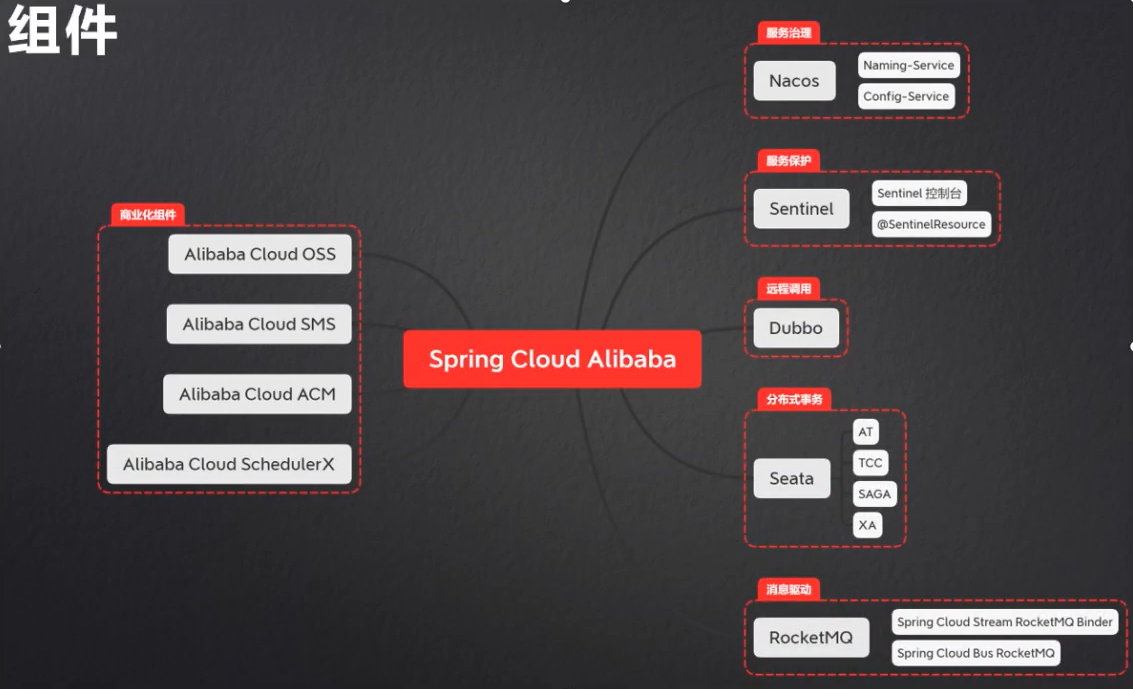 组件
商业化组件
Alibaba Cloud OSS
Alibaba Cloud SMS
Alibaba Cloud ACM
Alibaba Cloud SchedulerX
Spring Cloud Alibaba
服务治理
Nacos
Naming-Service
Config-Service
服务保护
Sentinel
Sentinel 控制台
@SentinelResource
远程调用
Dubbo
分布式事务
Seata
AT
TCC
SAGA
XA
消息驱动
RocketMQ
Spring Cloud Stream RocketMQ Binder
Spring Cloud Bus RocketMQ